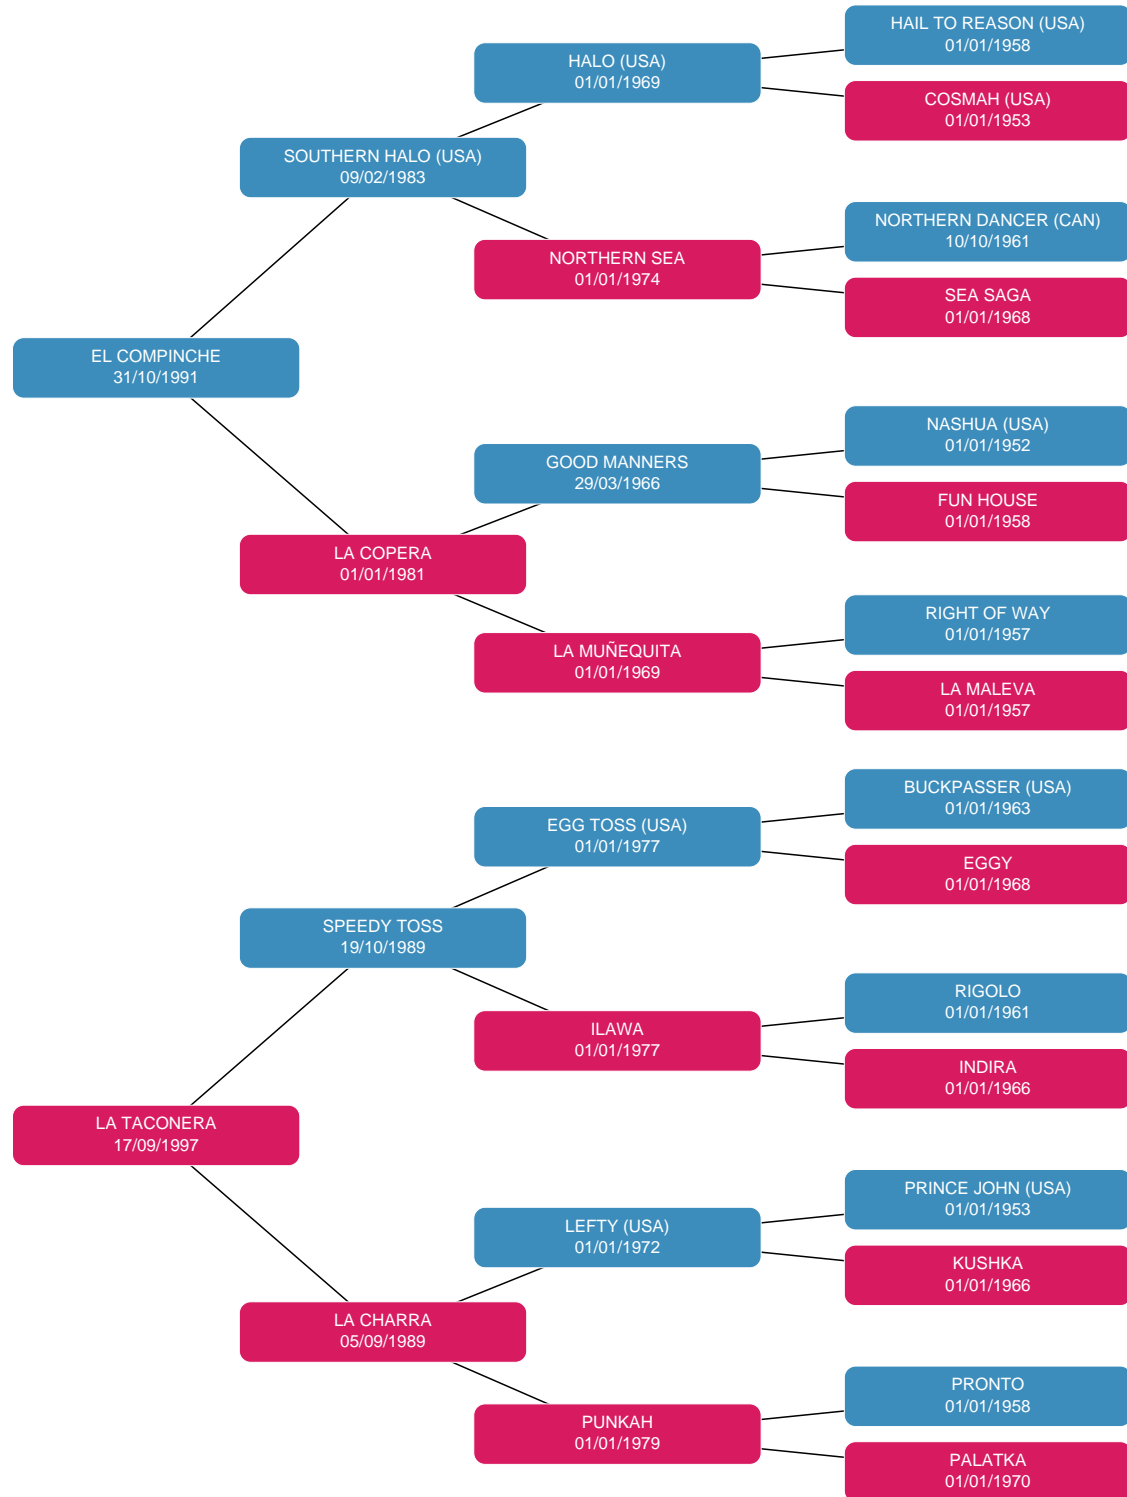 HAIL TO REASON (USA)
01/01/1958
HALO (USA)
01/01/1969
COSMAH (USA)
01/01/1953
SOUTHERN HALO (USA)
09/02/1983
NORTHERN DANCER (CAN)
10/10/1961
NORTHERN SEA
01/01/1974
SEA SAGA
01/01/1968
EL COMPINCHE
31/10/1991
NASHUA (USA)
01/01/1952
GOOD MANNERS
29/03/1966
FUN HOUSE
01/01/1958
LA COPERA
01/01/1981
RIGHT OF WAY
01/01/1957
LA MUÑEQUITA
01/01/1969
LA MALEVA
01/01/1957
BUCKPASSER (USA)
01/01/1963
EGG TOSS (USA)
01/01/1977
EGGY
01/01/1968
SPEEDY TOSS
19/10/1989
RIGOLO
01/01/1961
ILAWA
01/01/1977
INDIRA
01/01/1966
LA TACONERA
17/09/1997
PRINCE JOHN (USA)
01/01/1953
LEFTY (USA)
01/01/1972
KUSHKA
01/01/1966
LA CHARRA
05/09/1989
PRONTO
01/01/1958
PUNKAH
01/01/1979
PALATKA
01/01/1970